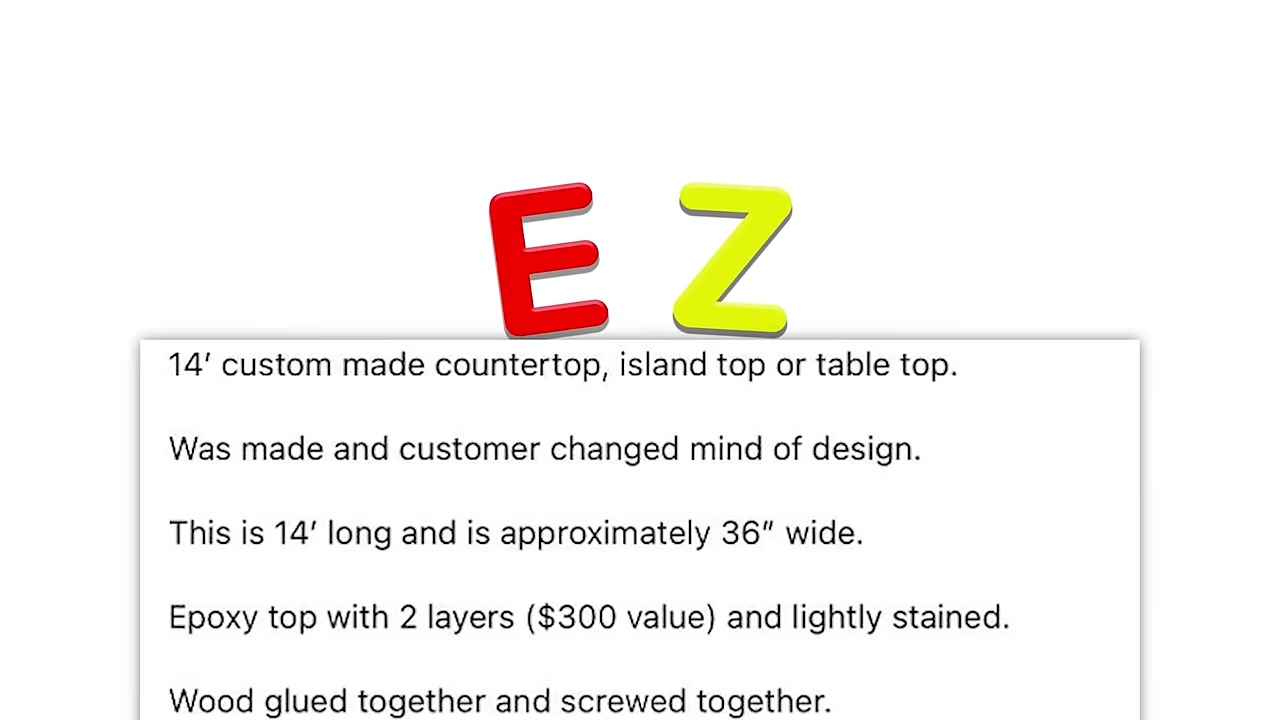 E Z
14′ custom made countertop, island top or table top.
Was made and customer changed mind of design.
This is 14′ long and is approximately 36″ wide.
Epoxy top with 2 layers ($300 value) and lightly stained.
Wood glued together and screwed together.